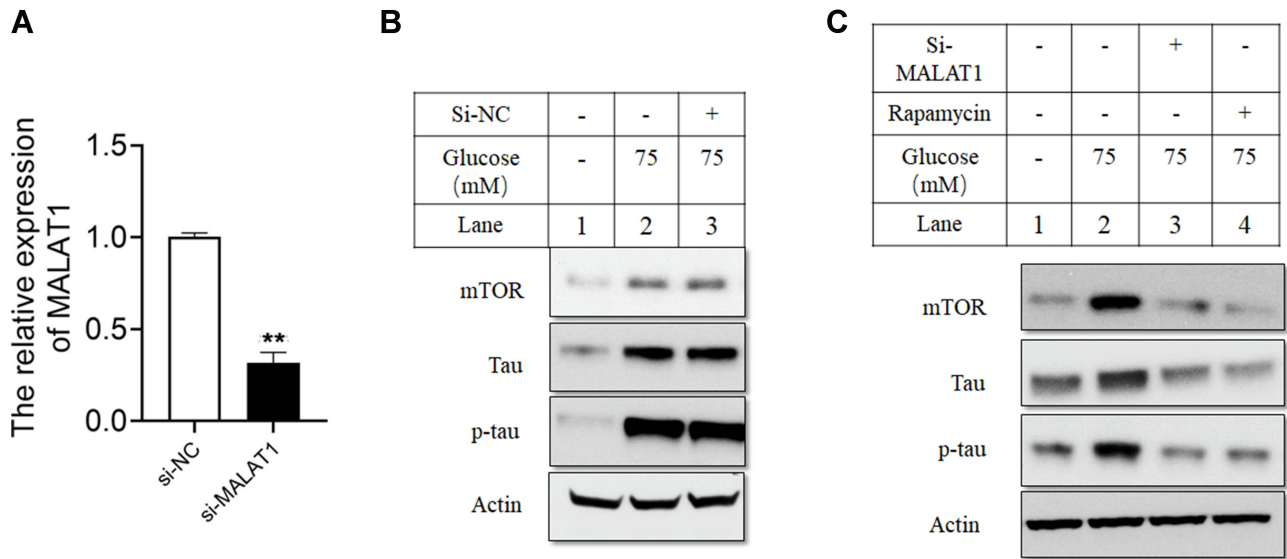 A
The relative expression
of MALAT1
1.5
1.0
0.5
0.0
**
si-NC
si-MALAT1
B
Si-NC - - +
Glucose
(mM) - 75 75
Lane 1 2 3
mTOR
Tau
p-tau
Actin
C
Si-
MALAT1 - - + -
Rapamycin - - - +
Glucose
(mM) - 75 75 75
Lane 1 2 3 4
mTOR
Tau
p-tau
Actin